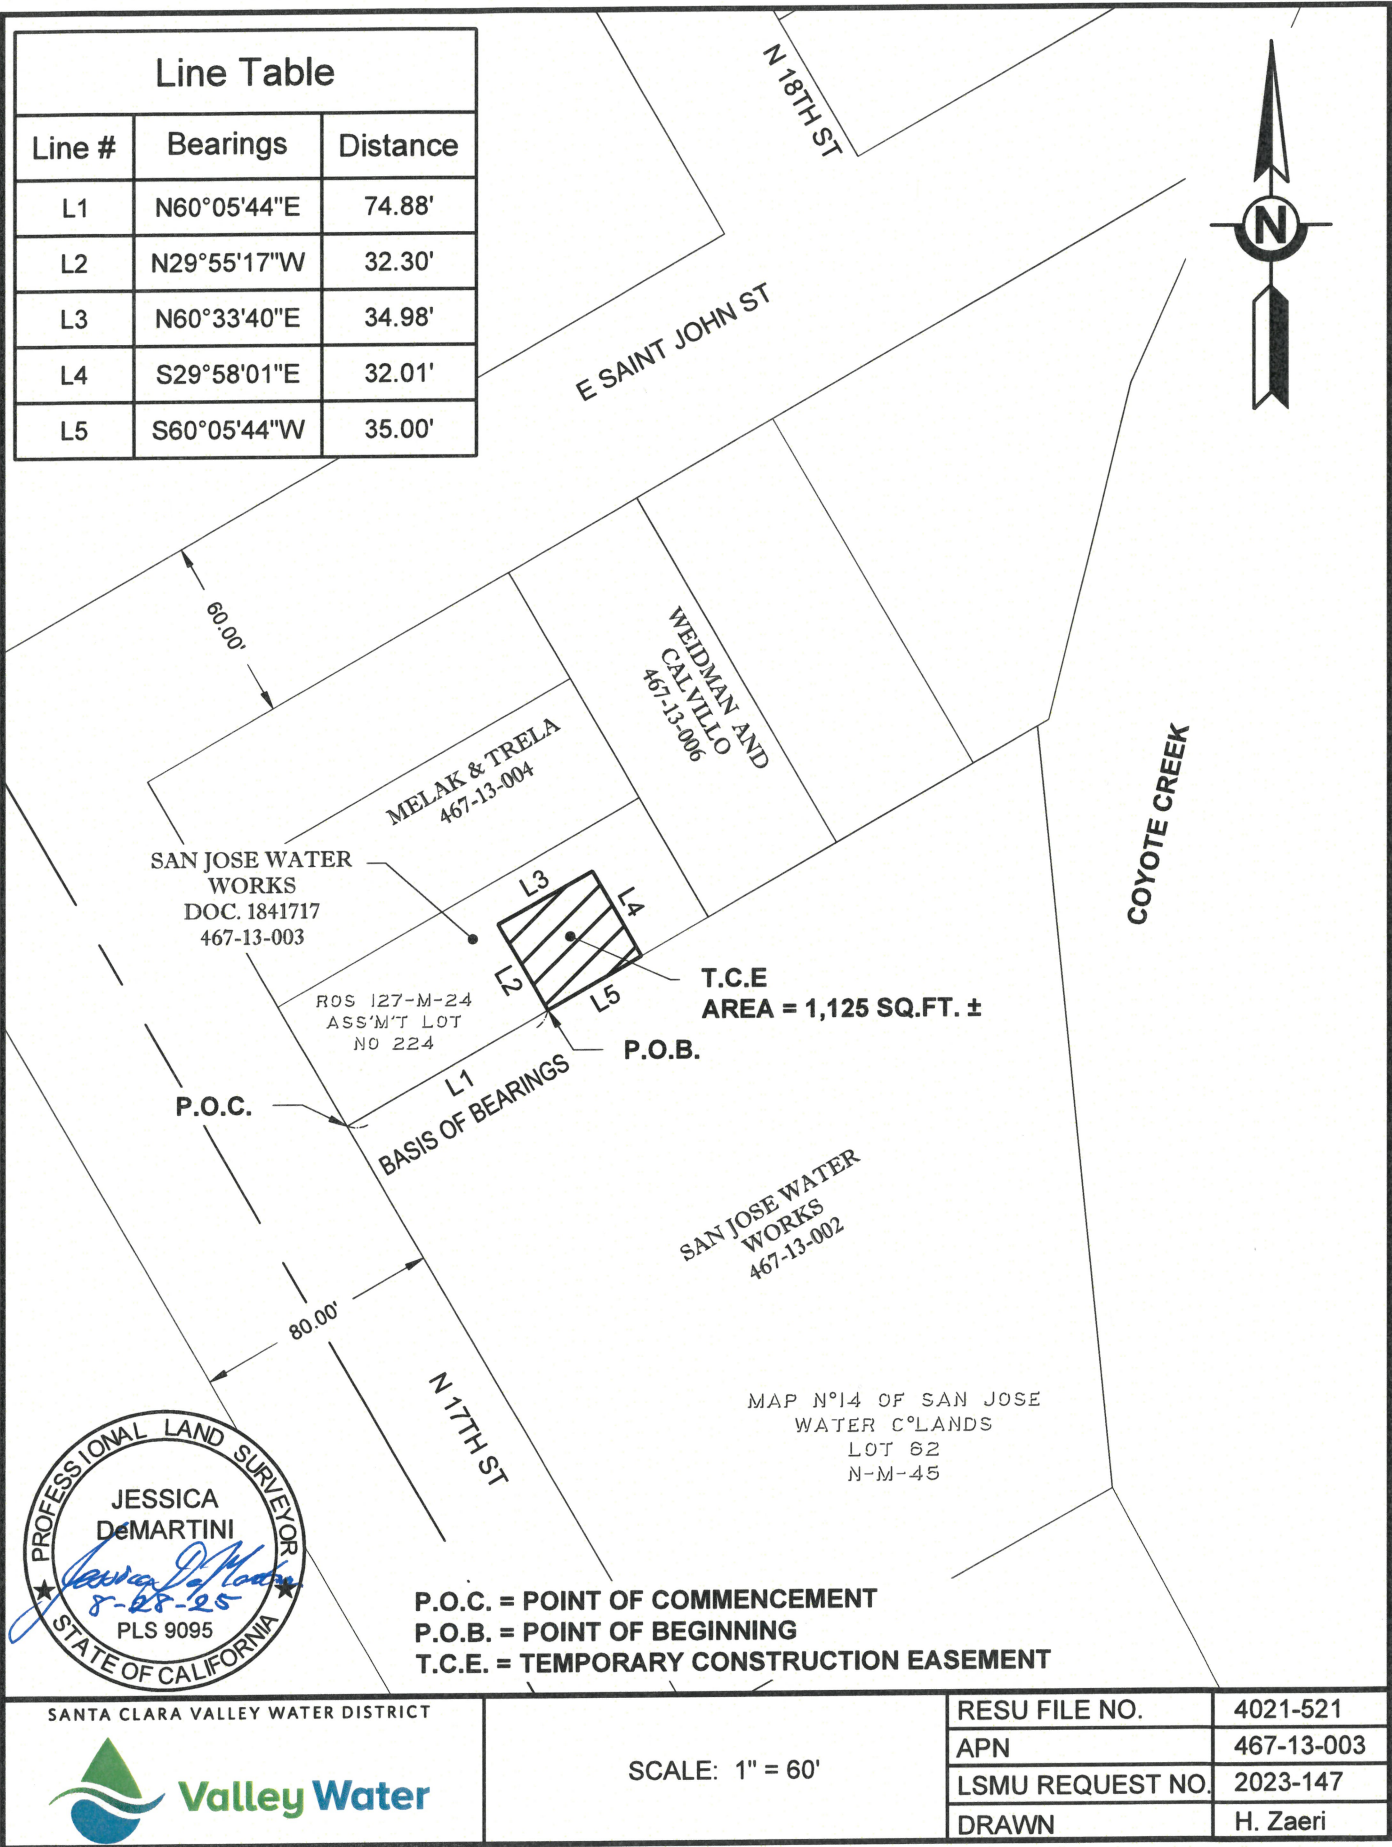 Line Table
Line # Bearings Distance
L1 N60°05'44"E 74.88'
L2 N29°55'17"W 32.30'
L3 N60°33'40"E 34.98'
L4 S29°58'01"E 32.01'
L5 S60°05'44"W 35.00'
N 18TH ST
N
E SAINT JOHN ST
60.00'
WEIDMAN AND
CALVILLO
467-13-006
MELAK & TRELA
467-13-004
COYOTE CREEK
SAN JOSE WATER
WORKS
DOC. 1841717
467-13-003
L3
L4
L2
L5
T.C.E
AREA = 1,125 SQ.FT. ±
ROS 127-M-24
ASS'M'T LOT
NO 224
P.O.B.
L1
BASIS OF BEARINGS
P.O.C.
SAN JOSE WATER
WORKS
467-13-002
80.00'
N 17TH ST
MAP N°14 OF SAN JOSE
WATER C°LANDS
LOT 62
N-M-45
PROFESSIONAL LAND SURVEYOR
JESSICA
DeMARTINI
Jessica DeMartini
8-28-25
PLS 9095
STATE OF CALIFORNIA
P.O.C. = POINT OF COMMENCEMENT
P.O.B. = POINT OF BEGINNING
T.C.E. = TEMPORARY CONSTRUCTION EASEMENT
SANTA CLARA VALLEY WATER DISTRICT
Valley Water
SCALE: 1" = 60'
RESU FILE NO. 4021-521
APN 467-13-003
LSMU REQUEST NO. 2023-147
DRAWN H. Zaeri